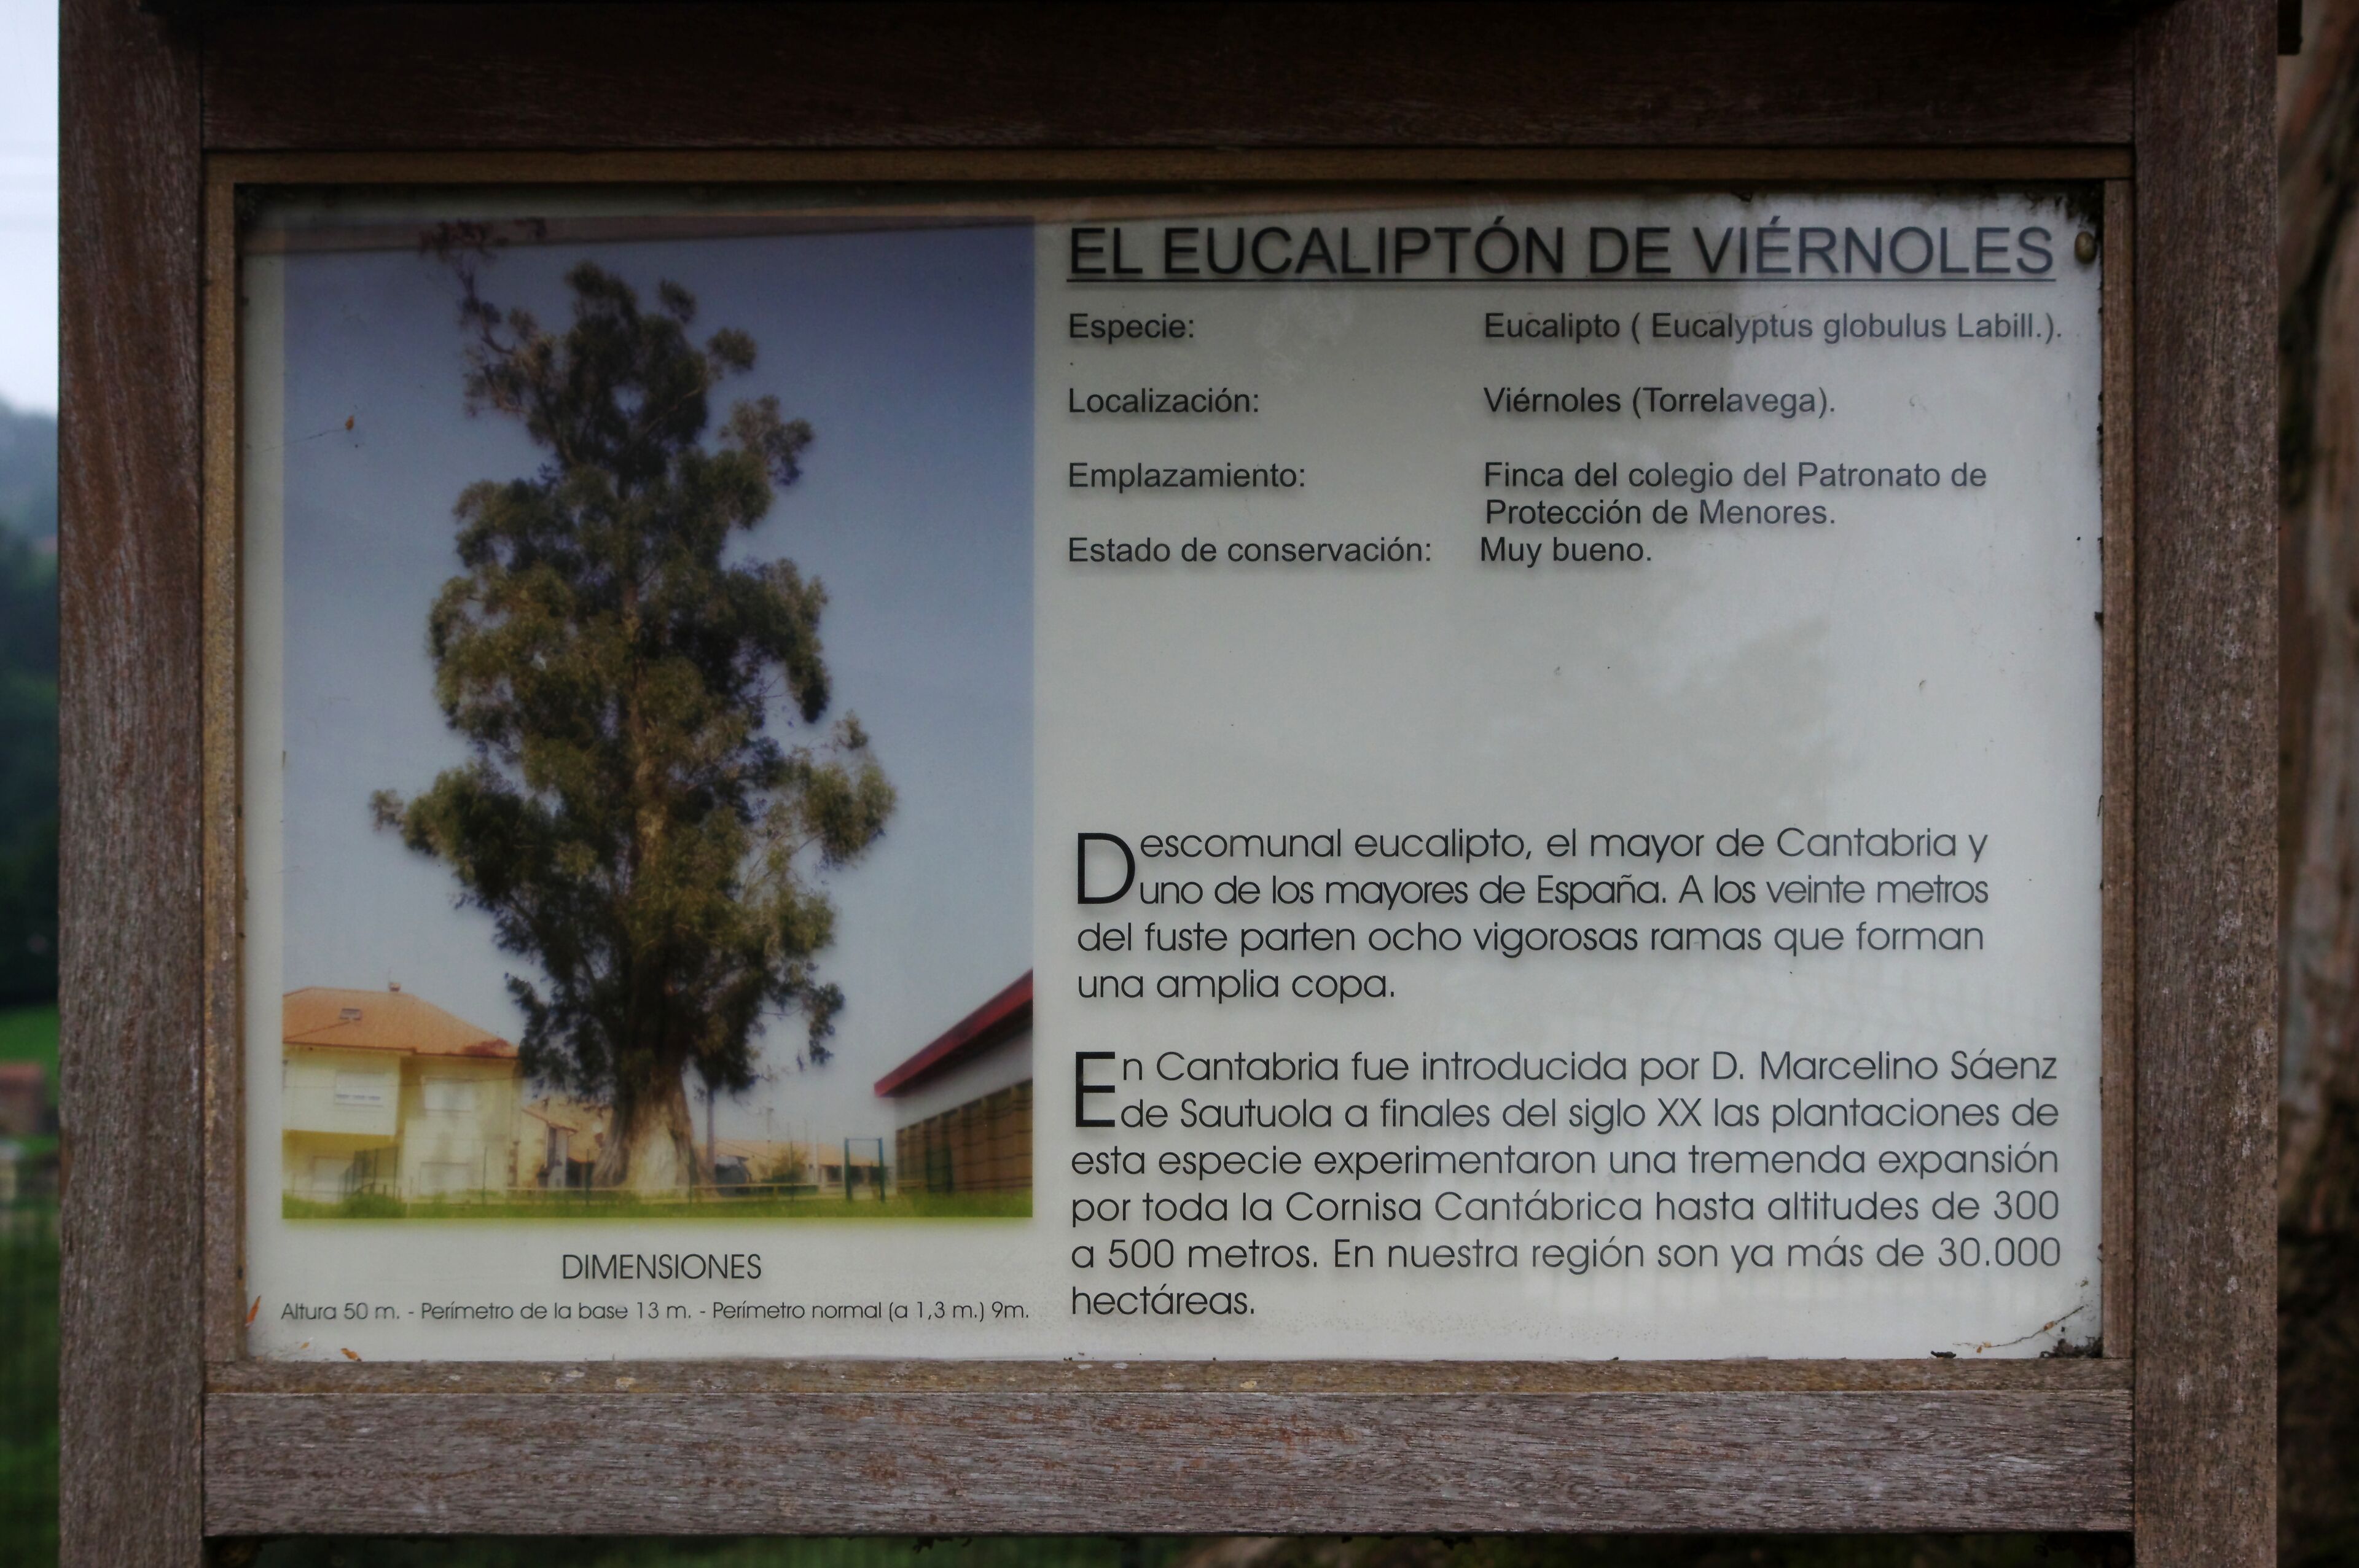 EL EUCALIPTÓN DE VIÉRNOLES
Especie: Eucalipto ( Eucalyptus globulus Labill.).
Localización: Viérnoles (Torrelavega).
Emplazamiento: Finca del colegio del Patronato de
Protección de Menores.
Estado de conservación: Muy bueno.
Descomunal eucalipto, el mayor de Cantabria y
uno de los mayores de España. A los veinte metros
del fuste parten ocho vigorosas ramas que forman
una amplia copa.
En Cantabria fue introducida por D. Marcelino Sáenz
de Sautuola a finales del siglo XX las plantaciones de
esta especie experimentaron una tremenda expansión
por toda la Cornisa Cantábrica hasta altitudes de 300
a 500 metros. En nuestra región son ya más de 30.000
hectáreas.
DIMENSIONES
Altura 50 m. - Perímetro de la base 13 m. - Perímetro normal (a 1,3 m.) 9m.